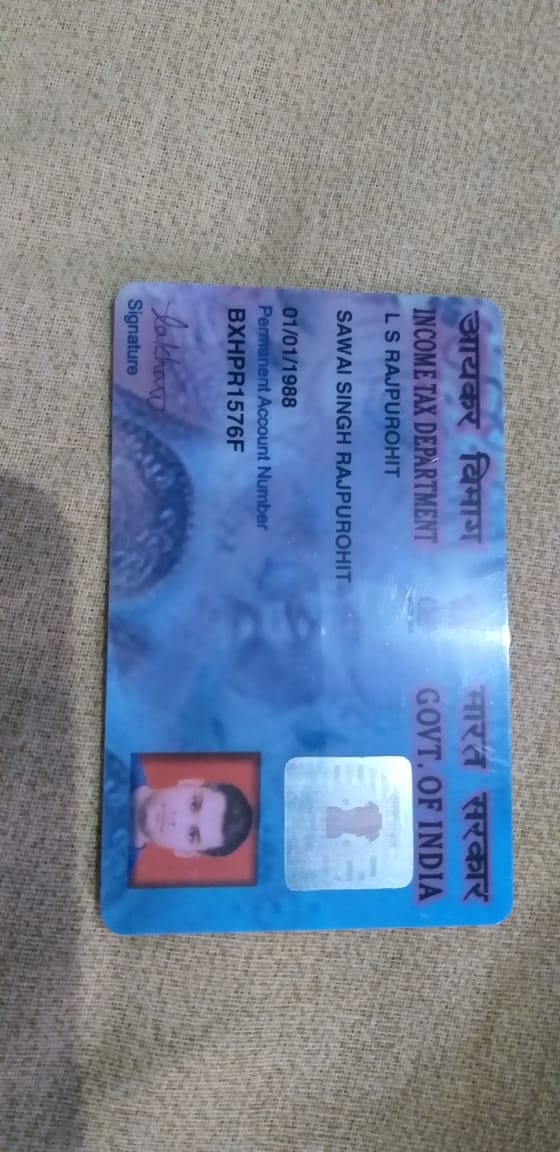 आयकर विभाग भारत सरकार
INCOME TAX DEPARTMENT GOVT. OF INDIA
L S RAJPUROHIT
SAWAI SINGH RAJPUROHIT
01/01/1988
Permanent Account Number
BXHPR1576F
Signature